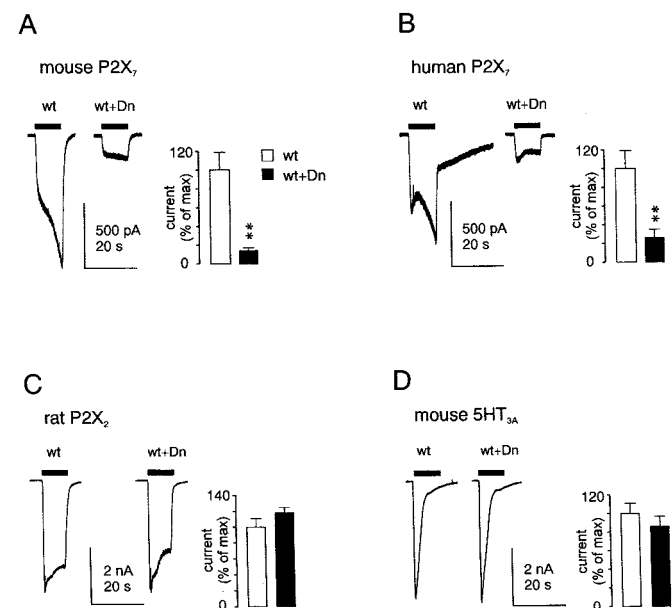 A
mouse P2X7
wt
wt+Dn
500 pA
20 s
current
(% of max)
120
0
**
wt
wt+Dn
B
human P2X7
wt
wt+Dn
500 pA
20 s
current
(% of max)
120
0
**
C
rat P2X2
wt
wt+Dn
2 nA
20 s
current
(% of max)
140
0
D
mouse 5HT3A
wt
wt+Dn
2 nA
20 s
current
(% of max)
120
0